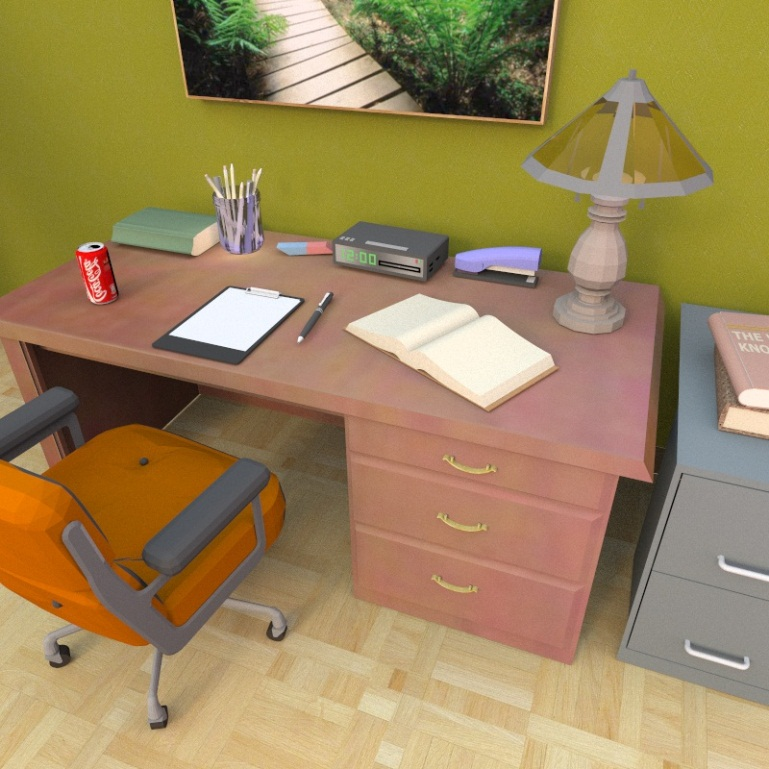 2:00
Coca-Cola
THE
KNO